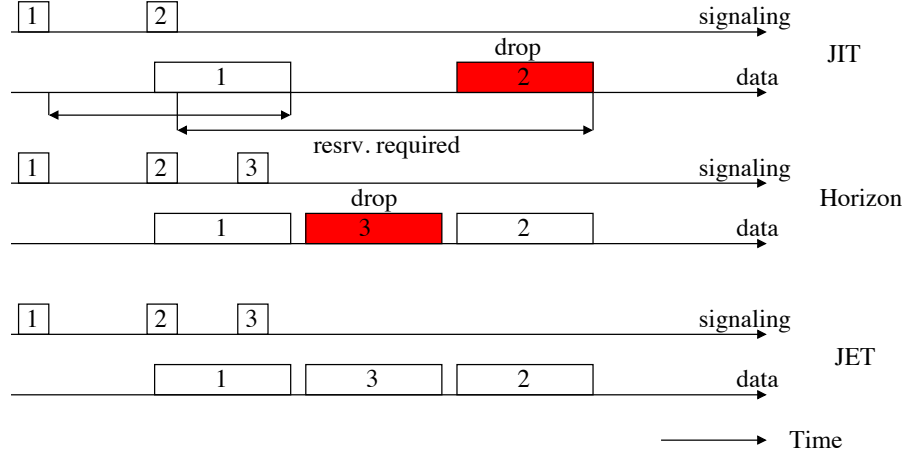 1 2 signaling
drop
JIT
1 2 data
resrv. required
1 2 3 signaling
drop Horizon
1 3 2 data
1 2 3 signaling
JET
1 3 2 data
Time